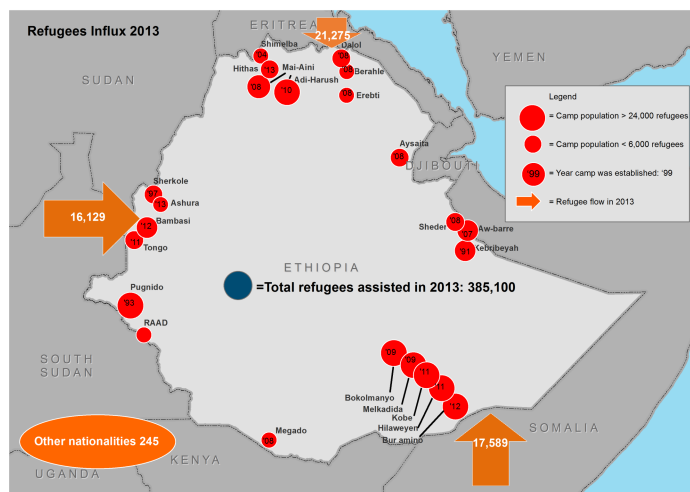 Refugees Influx 2013
ERITREA
21,275
YEMEN
SUDAN
Shimelba
'04
Hithas
'13
Mai-Aini
'08
Adi-Harush
'10
Dalol
Berahle
Erebti
'08
Legend
= Camp population > 24,000 refugees
= Camp population < 6,000 refugees
'99
= Year camp was established: '99
= Refugee flow in 2013
Aysaita
'08
DJIBOUTI
Sherkole
'97
Ashura
'13
16,129
Bambasi
'12
Tongo
'11
Sheder
'08
Aw-barre
'07
Kebribeyah
'91
ETHIOPIA
=Total refugees assisted in 2013: 385,100
Pugnido
'93
RAAD
SOUTH
SUDAN
'09
'09
'11
'11
'12
Bokolmanyo
Melkadida
Kobe
Hilaweyen
Bur amino
Megado
'68
Other nationalities 245
17,589
SOMALIA
KENYA
UGANDA